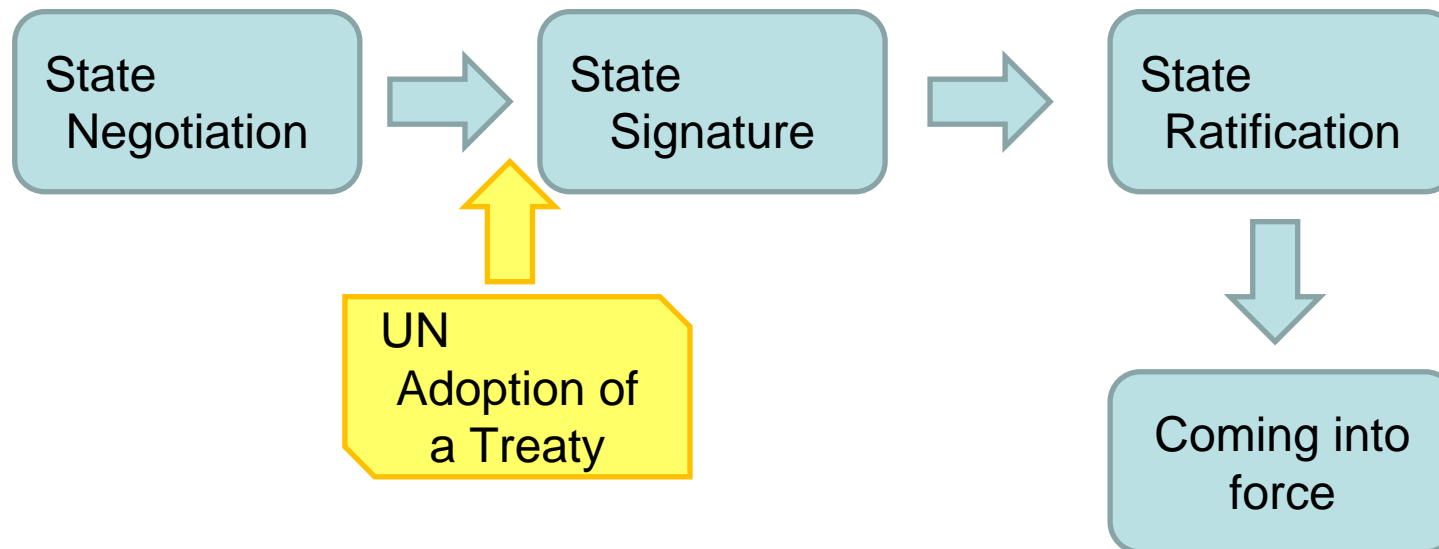 State
Negotiation
State
Signature
State
Ratification
UN
Adoption of
a Treaty
Coming into
force